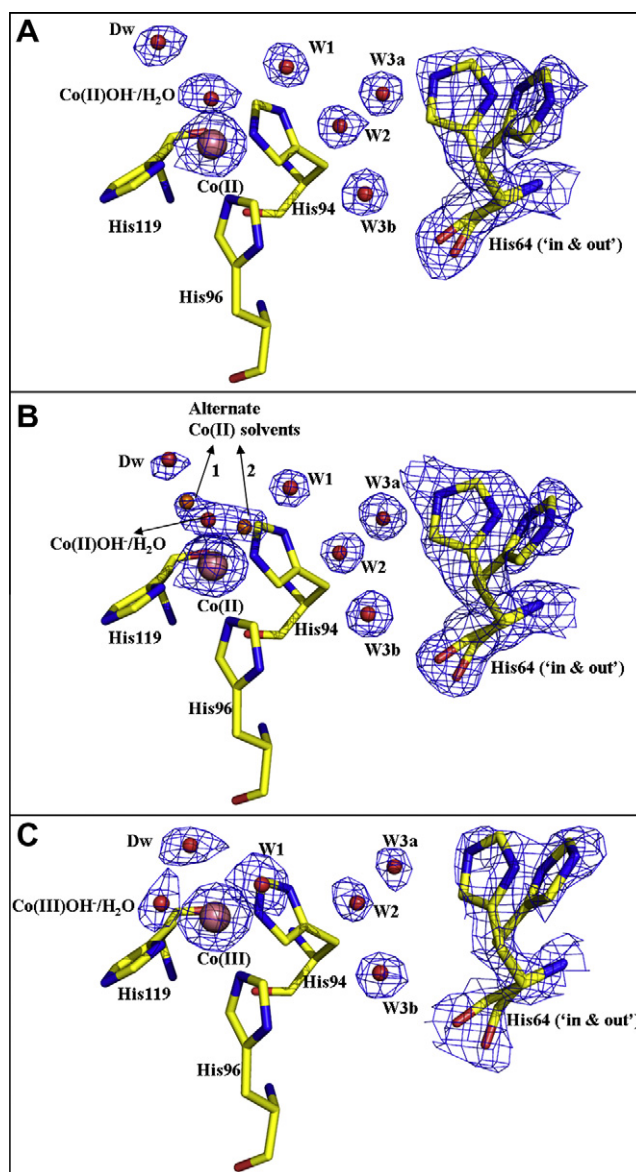 A
Dw
W1
W3a
Co(II)OH⁻/H₂O
W2
Co(II)
His94
His119
W3b
His64 ('in & out')
His96
B
Alternate
Co(II) solvents
Dw
1
2
W1
W3a
Co(II)OH⁻/H₂O
W2
Co(II)
His94
His119
W3b
His64 ('in & out')
His96
C
Dw
W1
W3a
Co(III)OH⁻/H₂O
W2
Co(III)
His94
His119
W3b
His64 ('in & out')
His96